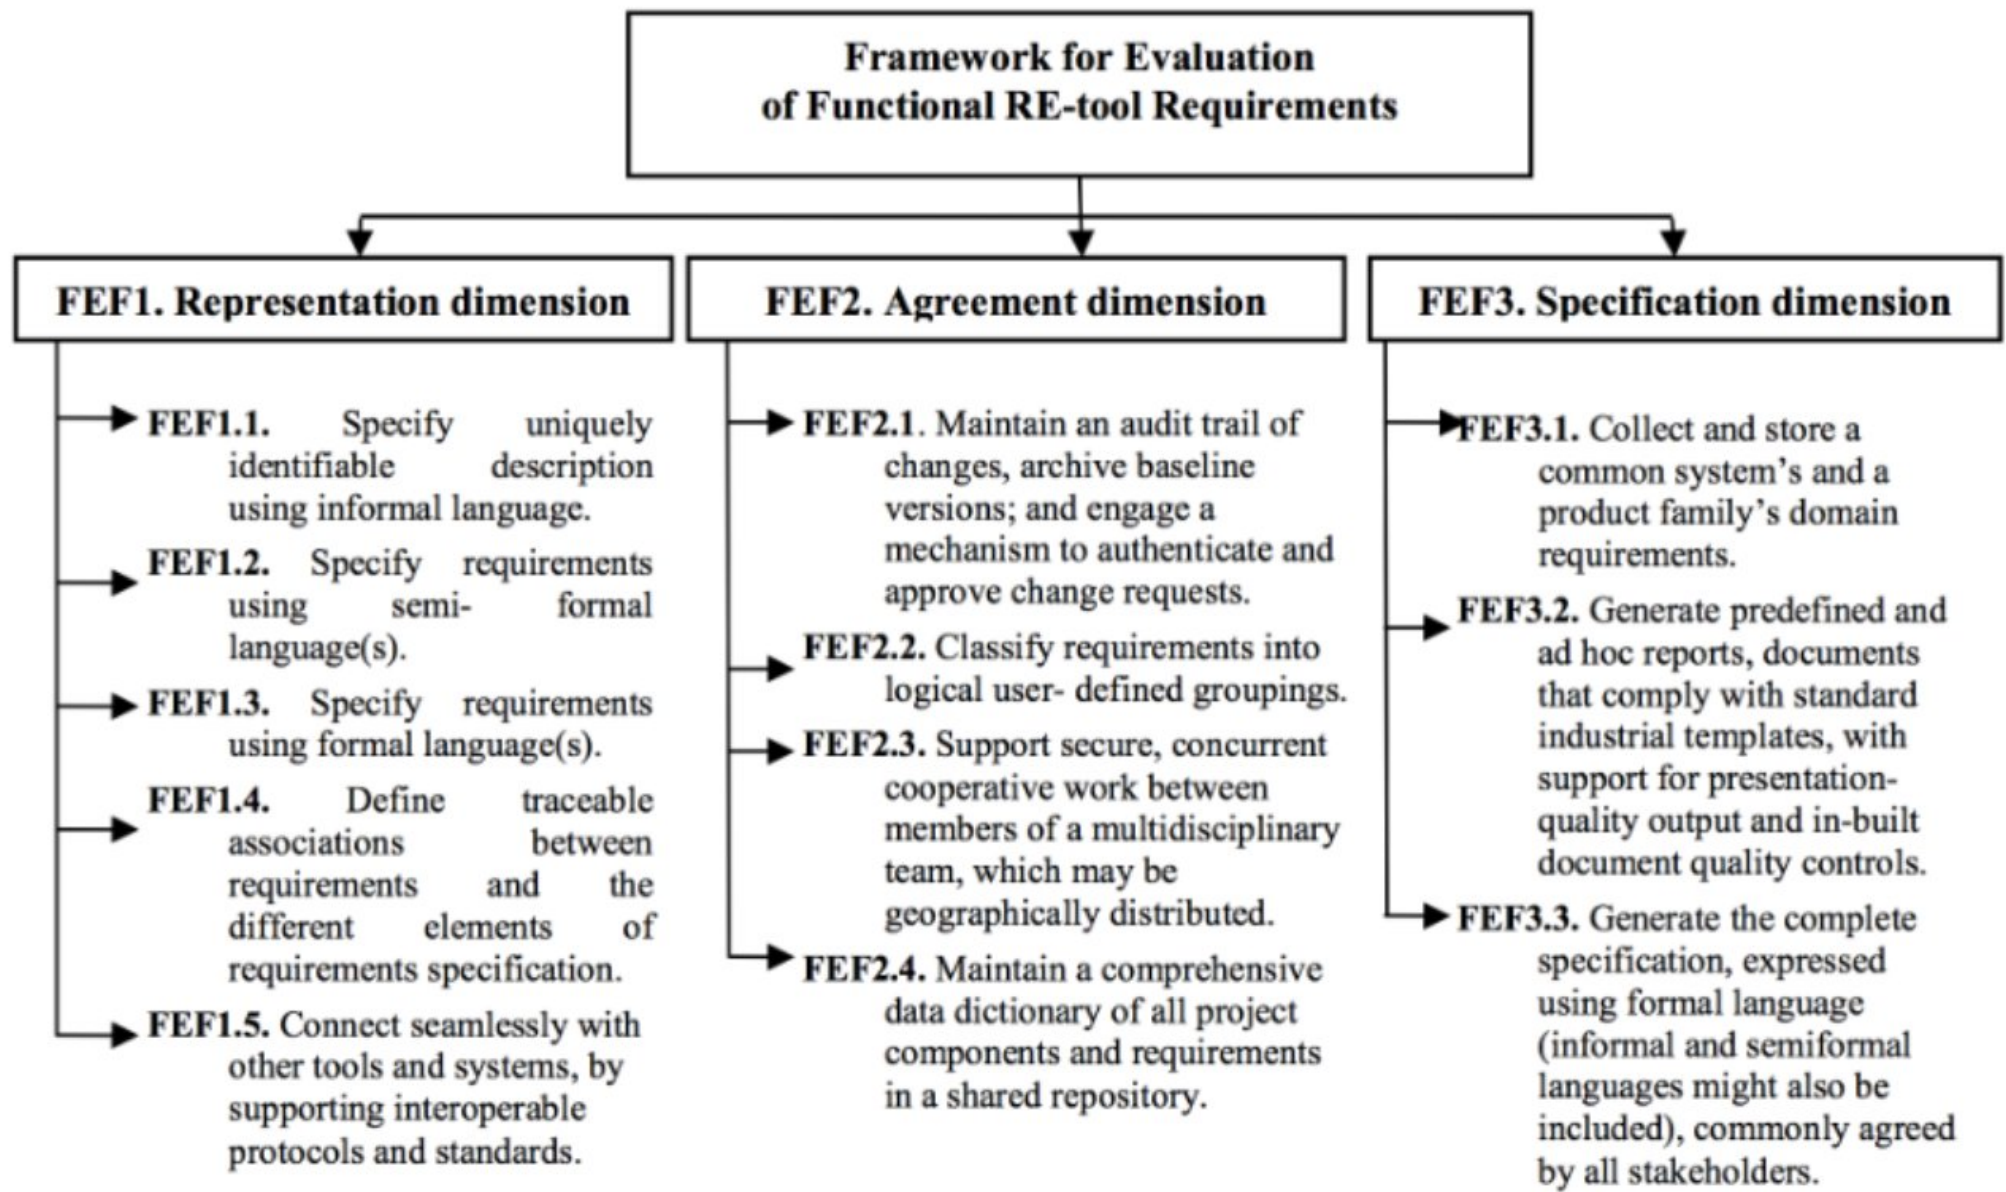 Framework for Evaluation
of Functional RE-tool Requirements
FEF1. Representation dimension
FEF1.1. Specify uniquely
identifiable description
using informal language.
FEF1.2. Specify requirements
using semi- formal
language(s).
FEF1.3. Specify requirements
using formal language(s).
FEF1.4. Define traceable
associations between
requirements and the
different elements of
requirements specification.
FEF1.5. Connect seamlessly with
other tools and systems, by
supporting interoperable
protocols and standards.
FEF2. Agreement dimension
FEF2.1. Maintain an audit trail of
changes, archive baseline
versions; and engage a
mechanism to authenticate and
approve change requests.
FEF2.2. Classify requirements into
logical user- defined groupings.
FEF2.3. Support secure, concurrent
cooperative work between
members of a multidisciplinary
team, which may be
geographically distributed.
FEF2.4. Maintain a comprehensive
data dictionary of all project
components and requirements
in a shared repository.
FEF3. Specification dimension
FEF3.1. Collect and store a
common system’s and a
product family’s domain
requirements.
FEF3.2. Generate predefined and
ad hoc reports, documents
that comply with standard
industrial templates, with
support for presentation-
quality output and in-built
document quality controls.
FEF3.3. Generate the complete
specification, expressed
using formal language
(informal and semiformal
languages might also be
included), commonly agreed
by all stakeholders.